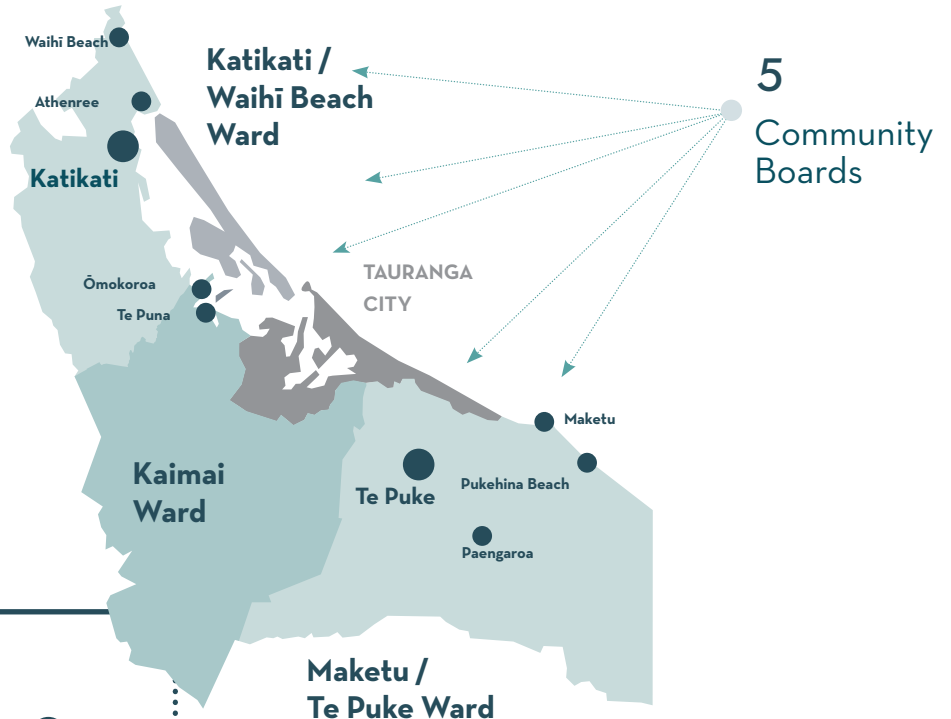 Waihī Beach
Katikati /
Waihī Beach
Ward
5
Community
Boards
Athenree
Katikati
Ōmokoroa
Te Puna
TAURANGA
CITY
Maketu
Kaimai
Ward
Te Puke
Pukehina Beach
Paengaroa
Maketu /
Te Puke Ward